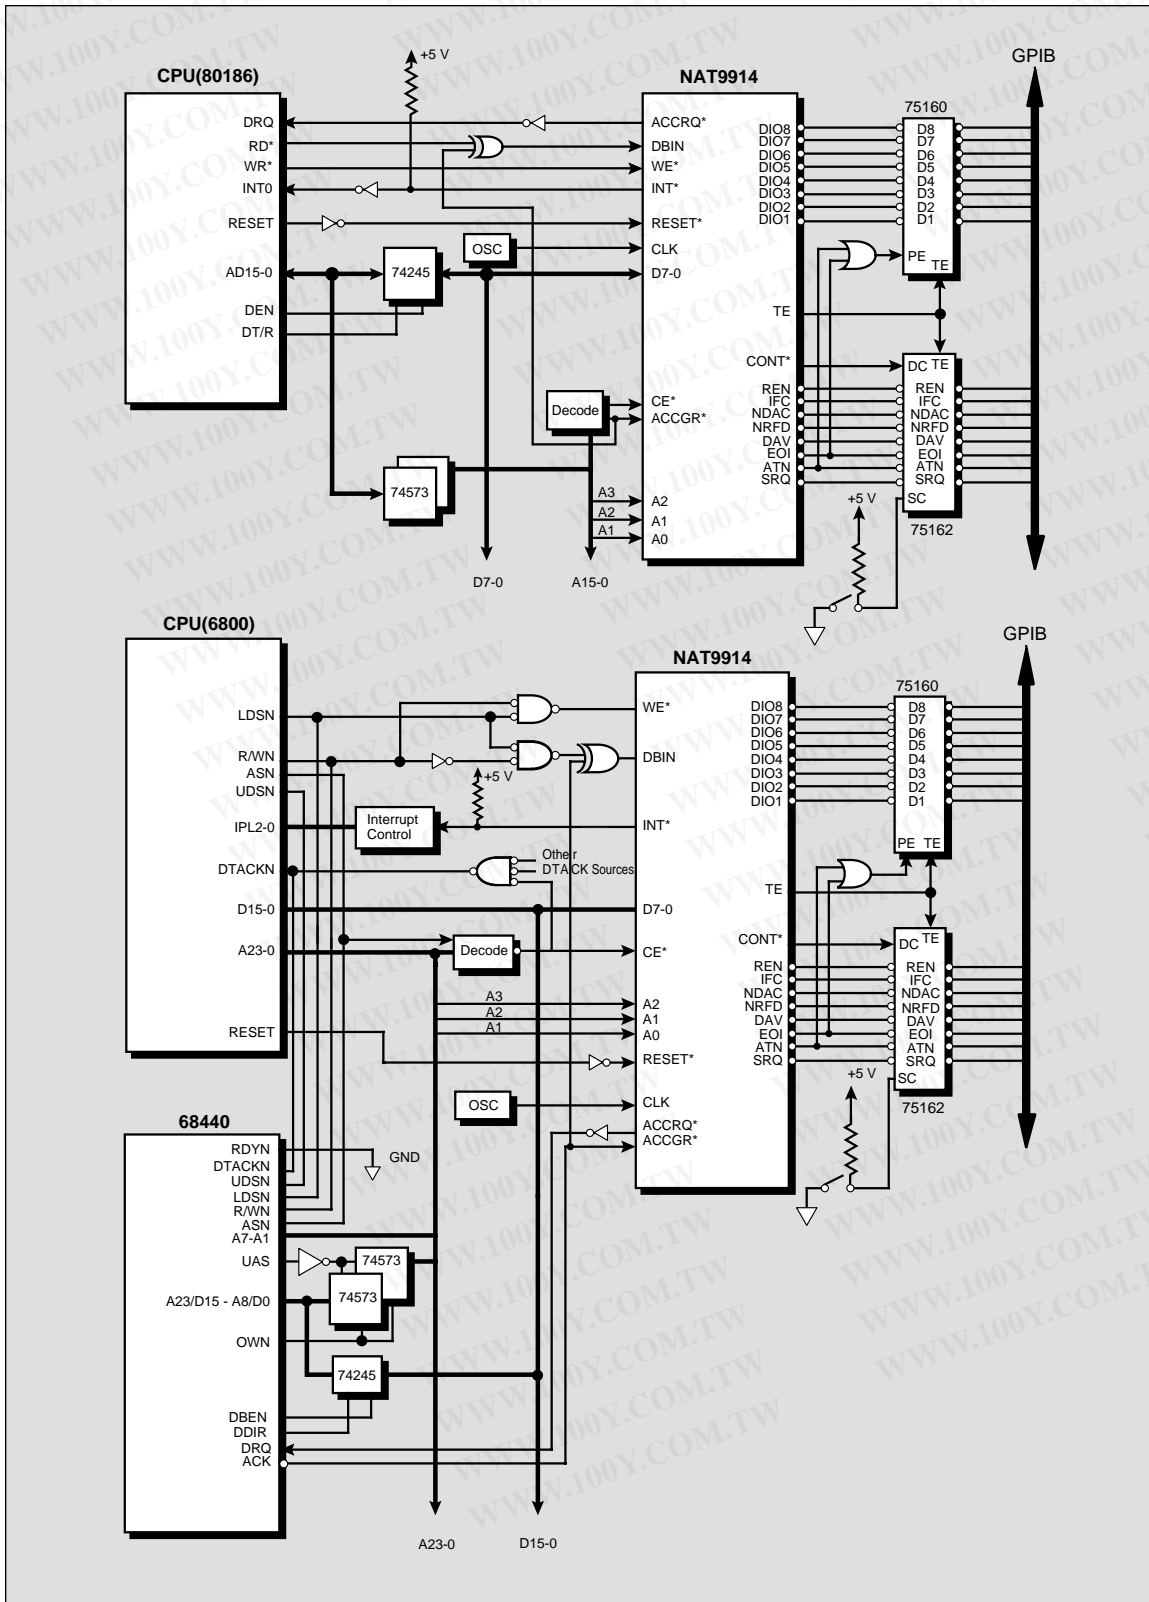 +5 V
GPIB
CPU(80186)
NAT9914
75160
DRQ
RD*
WR*
INT0
RESET
AD15-0
DEN
DT/R
OSC
74245
Decode
74573
ACCRQ*
DBIN
WE*
INT*
RESET*
CLK
D7-0
TE
CONT*
CE*
ACCGR*
A3
A2
A1
A2
A1
A0
DIO8
DIO7
DIO6
DIO5
DIO4
DIO3
DIO2
DIO1
REN
IFC
NDAC
NRFD
DAV
EOI
ATN
SRQ
D8
D7
D6
D5
D4
D3
D2
D1
PE
TE
DC TE
REN
IFC
NDAC
NRFD
DAV
EOI
ATN
SRQ
SC
75162
+5 V
D7-0
A15-0
CPU(6800)
GPIB
NAT9914
75160
LDSN
R/WN
ASN
UDSN
IPL2-0
DTACKN
D15-0
A23-0
RESET
+5 V
Interrupt
Control
Otheir
DTACK Sources
Decode
A3
A2
A1
OSC
WE*
DBIN
INT*
D7-0
CE*
A2
A1
A0
RESET*
CLK
ACCRQ*
ACCGR*
DIO8
DIO7
DIO6
DIO5
DIO4
DIO3
DIO2
DIO1
TE
CONT*
REN
IFC
NDAC
NRFD
DAV
EOI
ATN
SRQ
D8
D7
D6
D5
D4
D3
D2
D1
PE TE
DC TE
REN
IFC
NDAC
NRFD
DAV
EOI
ATN
SRQ
SC
75162
+5 V
68440
RDYN
DTACKN
UDSN
LDSN
R/WN
ASN
A7-A1
UAS
A23/D15 - A8/D0
OWN
DBEN
DDIR
DRQ
ACK
GND
74573
74573
74245
A23-0
D15-0
WWW.100Y.COM.TW